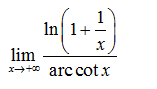 lim x→+∞ ln(1+1/x) / arc cot x